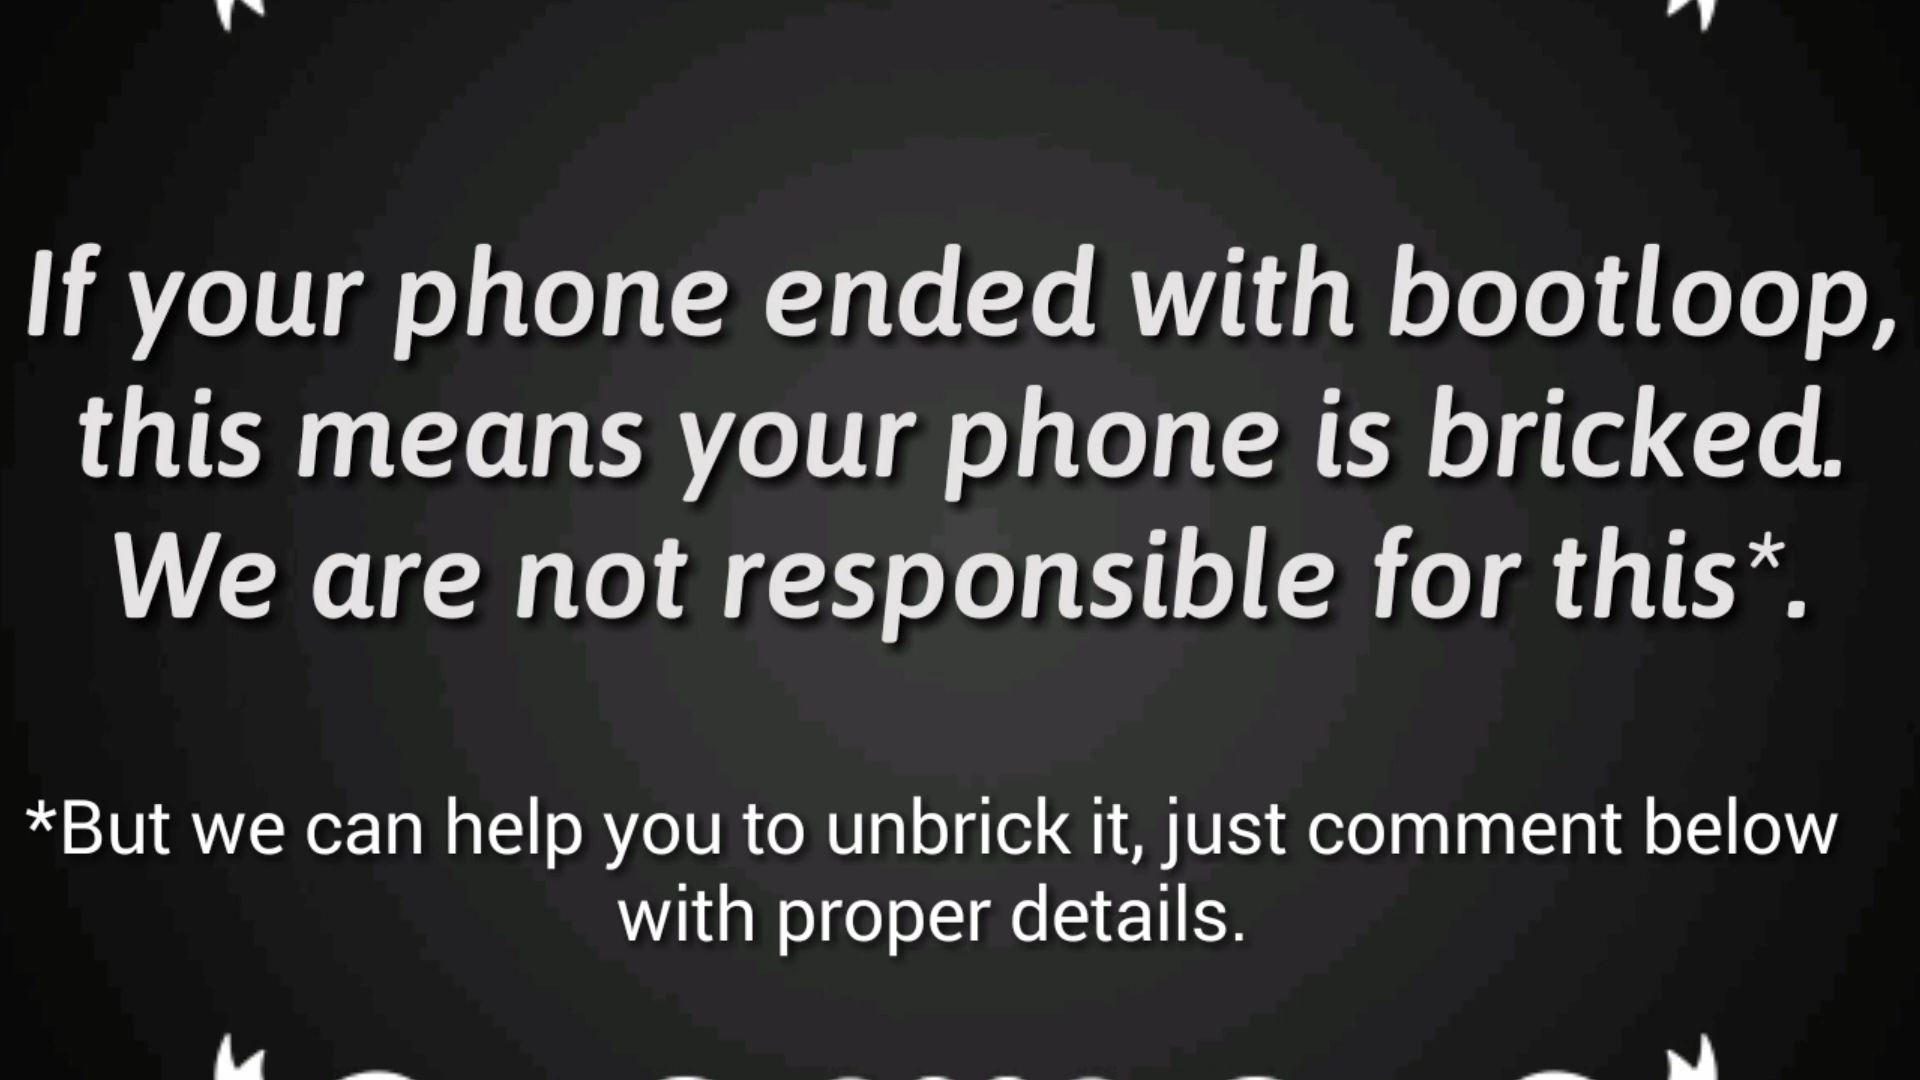 If your phone ended with bootloop,
this means your phone is bricked.
We are not responsible for this*.
*But we can help you to unbrick it, just comment below
with proper details.